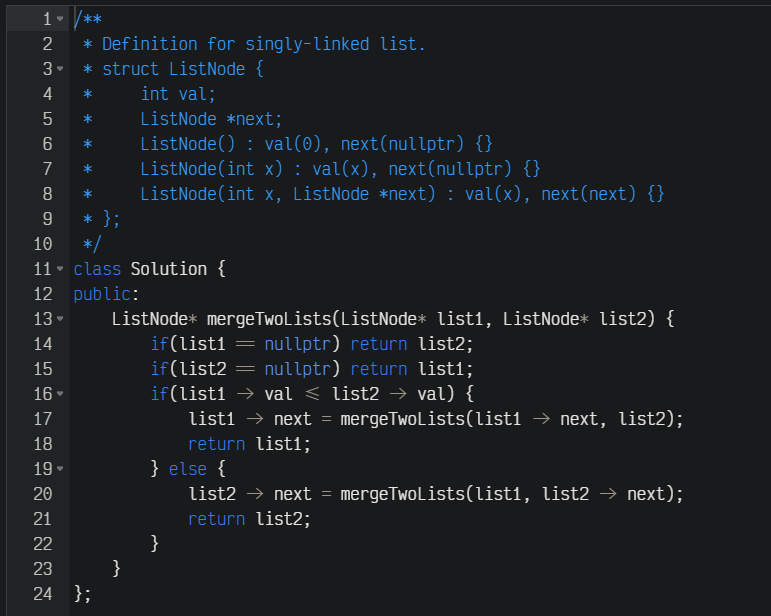 1 /**
2  * Definition for singly-linked list.
3  * struct ListNode {
4  *     int val;
5  *     ListNode *next;
6  *     ListNode() : val(0), next(nullptr) {}
7  *     ListNode(int x) : val(x), next(nullptr) {}
8  *     ListNode(int x, ListNode *next) : val(x), next(next) {}
9  * };
10  */
11 class Solution {
12 public:
13     ListNode* mergeTwoLists(ListNode* list1, ListNode* list2) {
14         if(list1 == nullptr) return list2;
15         if(list2 == nullptr) return list1;
16         if(list1 -> val <= list2 -> val) {
17             list1 -> next = mergeTwoLists(list1 -> next, list2);
18             return list1;
19         } else {
20             list2 -> next = mergeTwoLists(list1, list2 -> next);
21             return list2;
22         }
23     }
24 };